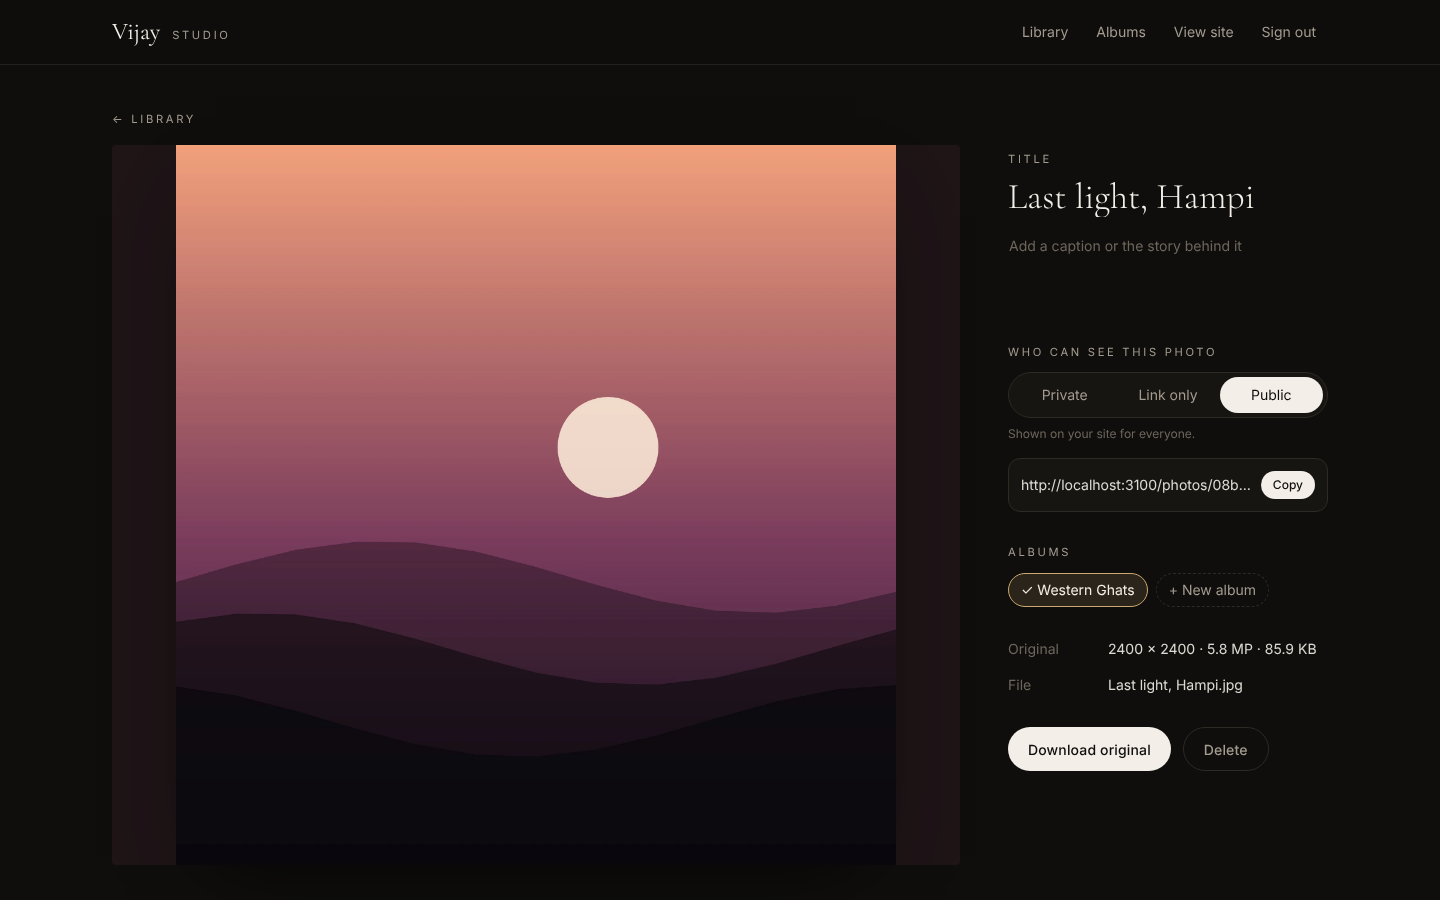 Vijay STUDIO
Library Albums View site Sign out
← LIBRARY
TITLE
Last light, Hampi
Add a caption or the story behind it
WHO CAN SEE THIS PHOTO
Private Link only Public
Shown on your site for everyone.
http://localhost:3100/photos/08b... Copy
ALBUMS
✓ Western Ghats + New album
Original 2400 × 2400 · 5.8 MP · 85.9 KB
File Last light, Hampi.jpg
Download original Delete